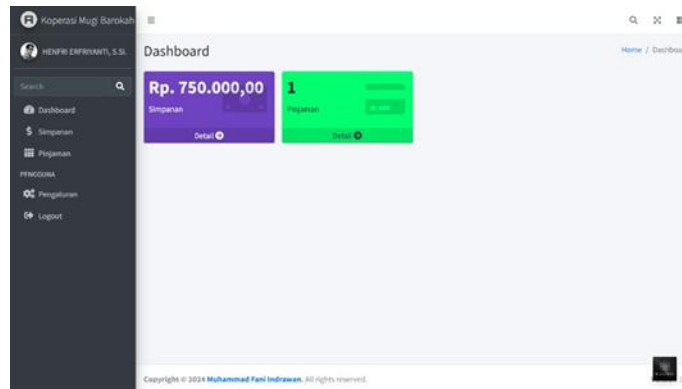 Koperasi Mugi Barokah
HENFRI ERFRIYANTI, S.Si.
Search
Dashboard
Simpanan
Pinjaman
PENGGUNA
Pengaturan
Logout
Dashboard
Home / Dashboa
Rp. 750.000,00
Simpanan
Detail
1
Pinjaman
Detail
Copyright © 2024 Muhammad Fani Indrawan. All rights reserved.